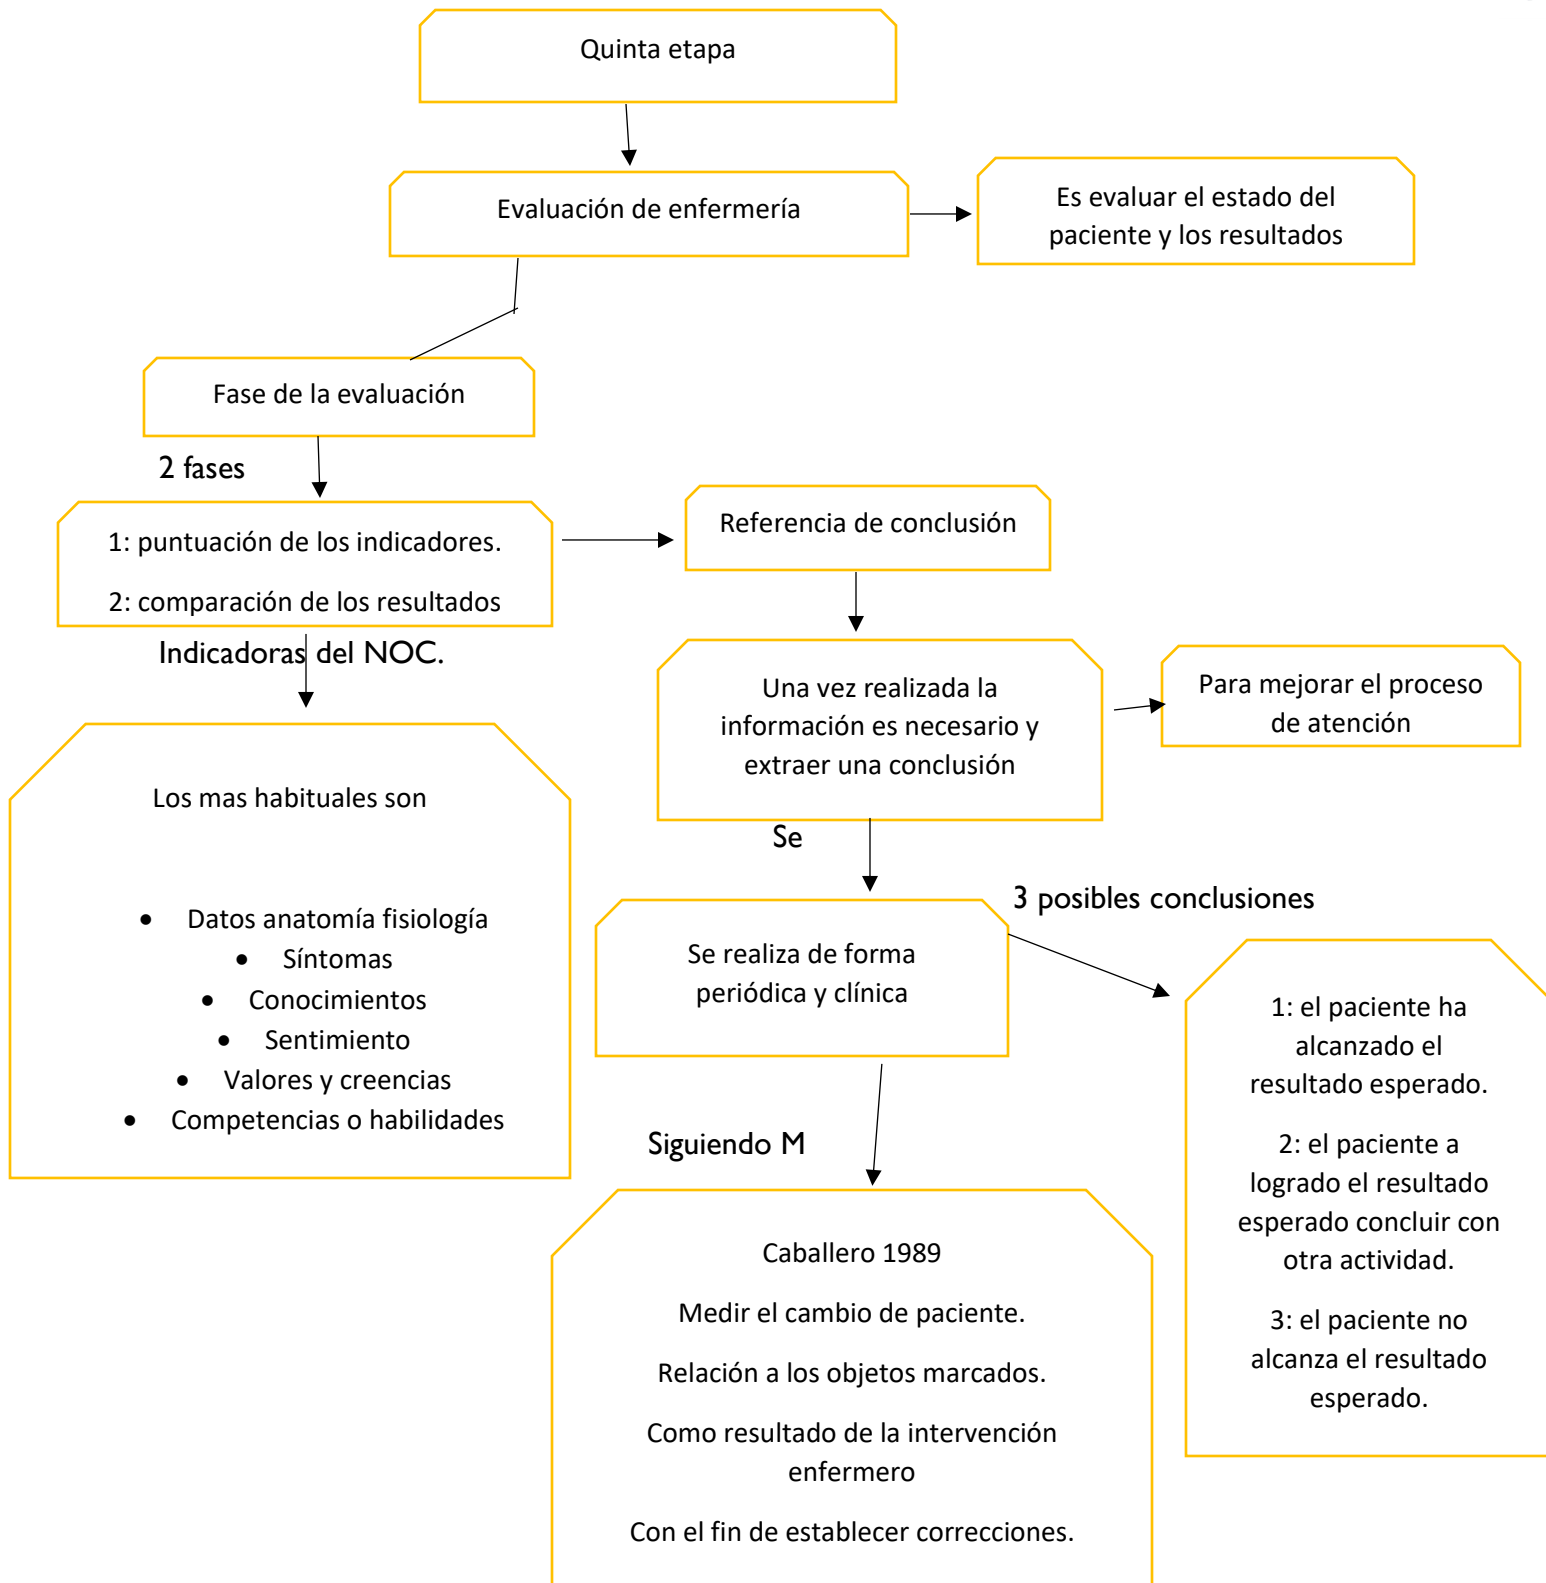 Quinta etapa
Evaluación de enfermería
Es evaluar el estado del
paciente y los resultados
Fase de la evaluación
2 fases
1: puntuación de los indicadores.
2: comparación de los resultados
Referencia de conclusión
Indicadoras del NOC.
Una vez realizada la
información es necesario y
extraer una conclusión
Para mejorar el proceso
de atención
Los mas habituales son
• Datos anatomía fisiología
• Síntomas
• Conocimientos
• Sentimiento
• Valores y creencias
• Competencias o habilidades
Se
Se realiza de forma
periódica y clínica
3 posibles conclusiones
1: el paciente ha
alcanzado el
resultado esperado.
2: el paciente a
logrado el resultado
esperado concluir con
otra actividad.
3: el paciente no
alcanza el resultado
esperado.
Siguiendo M
Caballero 1989
Medir el cambio de paciente.
Relación a los objetos marcados.
Como resultado de la intervención
enfermero
Con el fin de establecer correcciones.